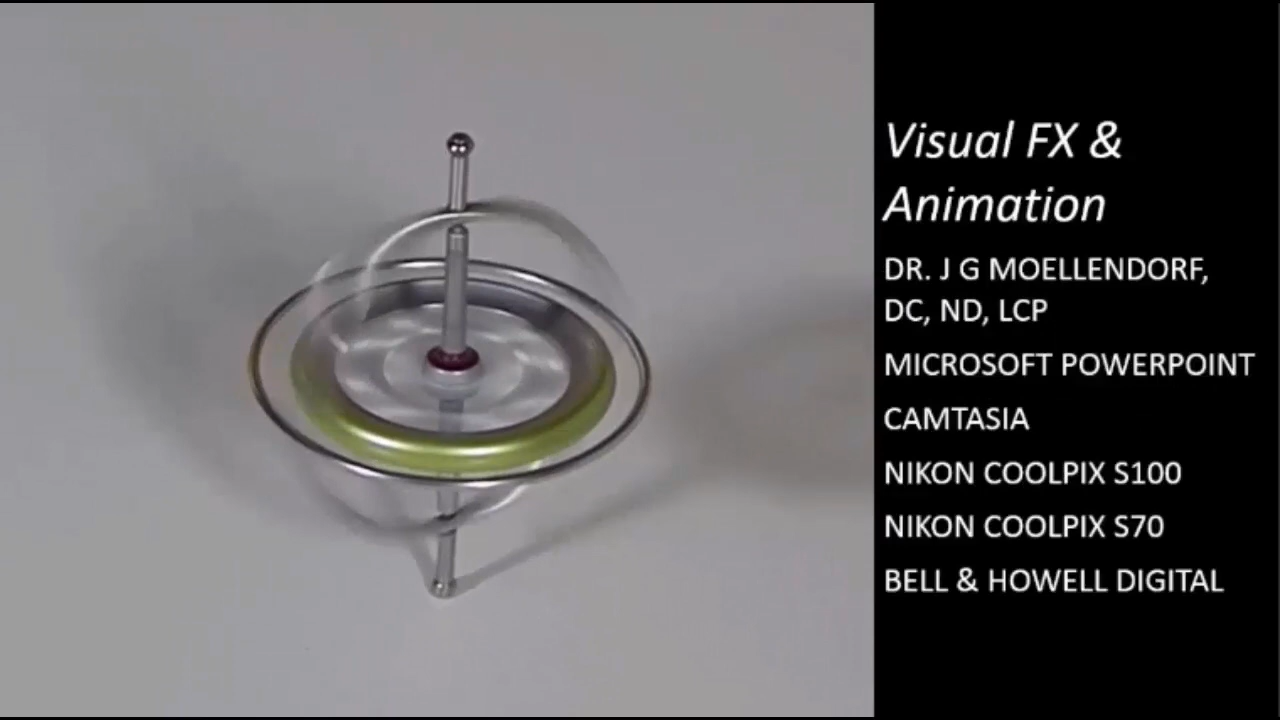 Visual FX &
Animation
DR. J G MOELLENDORF,
DC, ND, LCP
MICROSOFT POWERPOINT
CAMTASIA
NIKON COOLPIX S100
NIKON COOLPIX S70
BELL & HOWELL DIGITAL